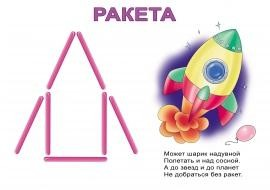 РАКЕТА
Может шарик надувной
Полетать и над сосной.
А до звезд и до планет
Не добраться без ракет.